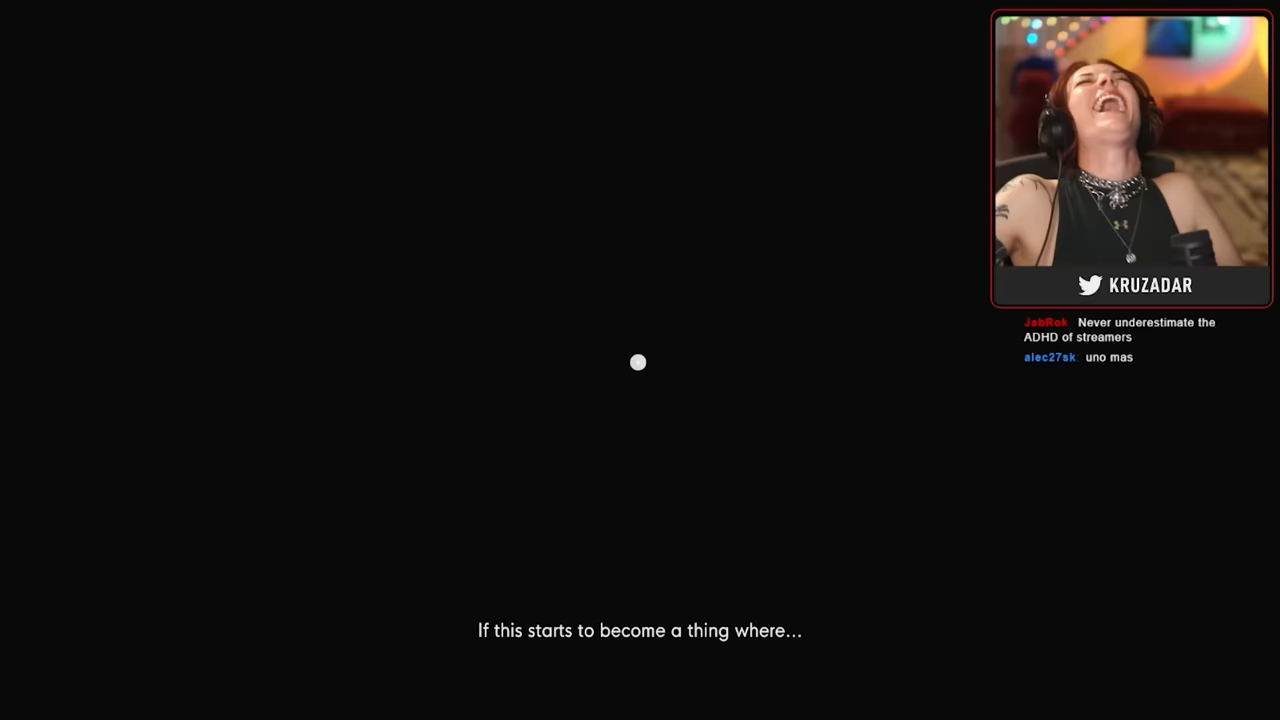 KRUZADAR
JabRok: Never underestimate the
ADHD of streamers
alec27sk: uno mas
If this starts to become a thing where...